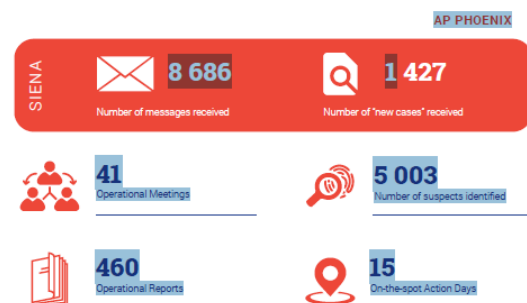 AP PHOENIX
SIENA
8 686
Number of messages received
1 427
Number of "new cases" received
41
Operational Meetings
5 003
Number of suspects identified
460
Operational Reports
15
On-the-spot Action Days